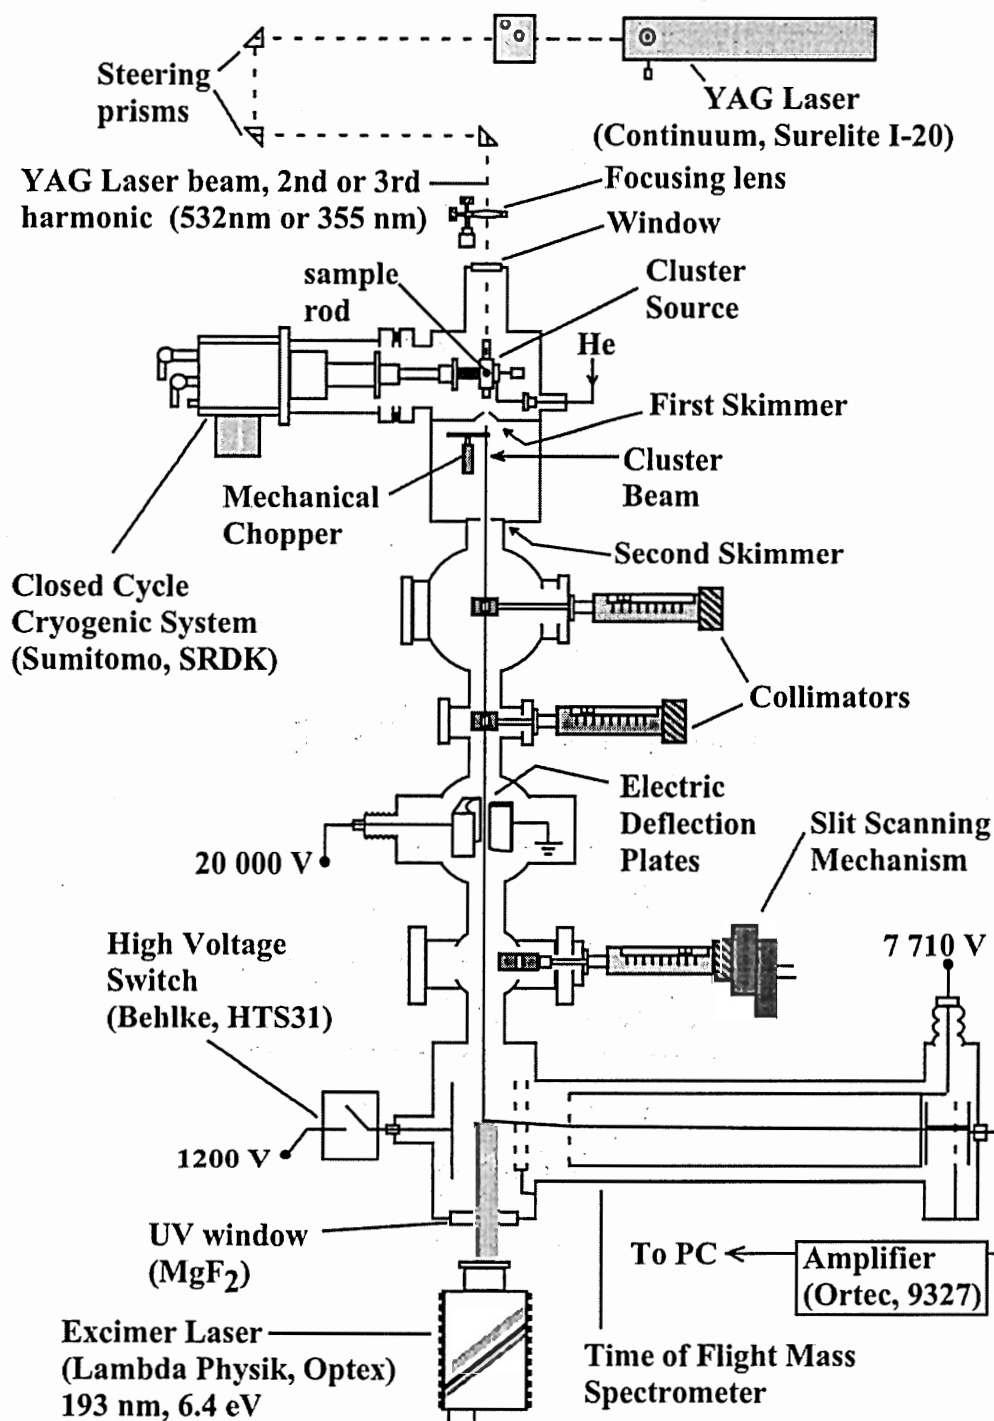 Steering
prisms
YAG Laser
(Continuum, Surelite I-20)
YAG Laser beam, 2nd or 3rd
harmonic (532nm or 355 nm)
Focusing lens
Window
sample
rod
Cluster
Source
He
First Skimmer
Cluster
Beam
Mechanical
Chopper
Second Skimmer
Closed Cycle
Cryogenic System
(Sumitomo, SRDK)
Collimators
Electric
Deflection
Plates
Slit Scanning
Mechanism
20 000 V
High Voltage
Switch
(Behlke, HTS31)
7 710 V
1200 V
UV window
(MgF2)
To PC
Amplifier
(Ortec, 9327)
Excimer Laser
(Lambda Physik, Optex)
193 nm, 6.4 eV
Time of Flight Mass
Spectrometer